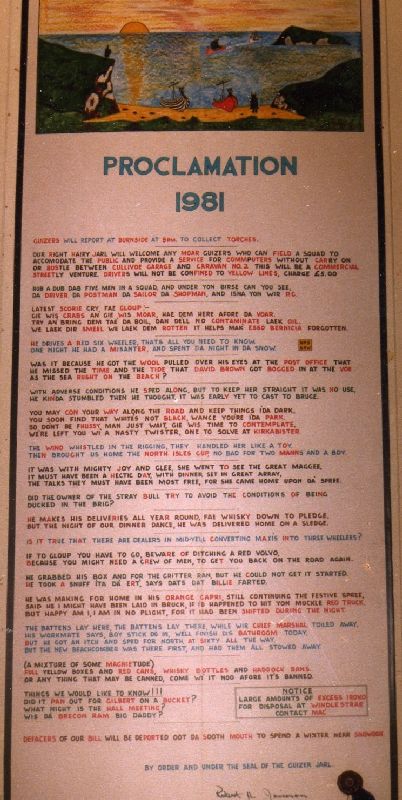 PROCLAMATION
1981
GUIZERS WILL REPORT AT BURNSIDE AT 5PM. TO COLLECT TORCHES.
OUR RIGHT HAIRY JARL WILL WELCOME ANY MOAR GUIZERS WHO CAN FIELD A SQUAD TO
ACCOMODATE THE PUBLIC AND PROVIDE A SERVICE FOR COMMPUTERS WITHOUT CARRY ON
OR BOSTLE BETWEEN CULLIVOE GARAGE AND CARAVAN NO.2. THIS WILL BE A COMMERCIAL
STREETLY VENTURE. DRIVERS WILL NOT BE CONFINED TO YELLOW LINES, CHARGE £5.00
RUB A DUB DAB FIVE MEN IN A SQUAD, AND UNDER YON BIRSE CAN YOU SEE,
DA DRIVER, DA POSTMAN DA SAILOR DA SHOPMAN, AND ISNA YON WIR RG.
LATEST SCORIE CRY FAE GLOUP :-
GIE WIS CRABS AN GIE WIS MOAR, HAE DEM HERE AFORE DA VOAR.
TRY AN BRING DEM TAE DA BOIL, DAN DELL NO CONTAMINATE LAEK OIL.
WE LAEK DEM SMAEL WE LAEK DEM ROTTEN IT HELPS MAK ESSO BERNICIA FORGOTTEN.
HE DRIVES A RED SIX WHEELER, THATS ALL YOU NEED TO KNOW,
ONE NIGHT HE HAD A MISANTER, AND SPENT DA NIGHT IN DA SNOW.
WAS IT BECAUSE HE GOT THE WOOL PULLED OVER HIS EYES AT THE POST OFFICE THAT
HE MISSED THE TIME AND THE TIDE THAT DAVID BROWN GOT BOGGED IN AT THE VOE
AS THE SEA RIGHT ON THE BEACH?
WITH ADVERSE CONDITIONS HE SPED ALONG, BUT TO KEEP HER STRAIGHT IT WAS NO USE,
HE KINDA STUMBLED THEN HE THOUGHT, IT WAS EARLY YET TO CAST TO BRUCE.
YOU MAY CON YOUR WAY ALONG THE ROAD AND KEEP THINGS IDA DARK,
YOU SOON FIND THAT WHITES NOT BLACK, WANCE YOU'RE IDA PARK.
SO DONT BE FHUSSY, MAN JUST WAIT, GIE WIS TIME TO CONTEMPLATE,
WE'RE LEFT YOU WI A NASTY TWISTER, ONE TO SOLVE AT KIRKABISTER
THE WIND WHISTLED IN THE RIGGING, THEY HANDLED HER LIKE A TOY,
THEN BROUGHT US HOME THE NORTH ISLES CUP, NO BAD FOR TWO MANNS AND A BOY.
IT WAS WITH MIGHTY JOY AND GLEE, SHE WENT TO SEE THE GREAT MAGGEE,
IT MUST HAVE BEEN A HECTIC DAY, WITH DINNER SET IN GREAT ARRAY,
THE TALKS THEY MUST HAVE BEEN MOST FREE, FOR SHE CAME HOME UPON DA SPREE.
DID THE OWNER OF THE STRAY BULL TRY TO AVOID THE CONDITIONS OF BEING
DUCKED IN THE BRIG?
HE MAKES HIS DELIVERIES ALL YEAR ROUND, FAE WHISKY DOWN TO PLEDGE,
BUT THE NIGHT OF OUR DINNER DANCE, HE WAS DELIVERED HOME ON A SLEDGE.
IS IT TRUE THAT THERE ARE DEALERS IN MID-YELL CONVERTING MAXIS INTO THREE WHEELERS?
IF TO GLOUP YOU HAVE TO GO, BEWARE OF DITCHING A RED VOLVO,
BECAUSE YOU MIGHT NEED A CREW OF MEN, TO GET YOU BACK ON THE ROAD AGAIN.
HE GRABBED HIS BOX AND FOR THE GRITTER RAN, BUT HE COULD NOT GET IT STARTED.
HE TOOK A SNUFF ITA DA ERT, SAYS DATS DAT BILLIE FARTED.
HE WAS MAKING FOR HOME IN HIS ORANGE CAPRI, STILL CONTINUING THE FESTIVE SPREE,
SAID HE I MIGHT HAVE BEEN LAID IN BRUCK, IF I'D HAPPENED TO HIT YON MUCKLE RED TRUCK,
BUT HAPPY AM I, I AM IN NO PLIGHT, FOR IT HAD BEEN SHIFTED DURING THE NIGHT.
THE BATTENS LAY HERE, THE BATTENS LAY THERE, WHILE WIR CHIEF MARSHAL TOILED AWAY,
HIS WORKMATE SAYS, BOY STICK DE IN, WE'LL FINISH DIS BATHROOM TODAY.
BUT HE GOT AN ITCH AND SPED FOR NORTH, AT SIXTY ALL THE WAY,
BUT THE NEW BEACHCOMBER WAS THERE FIRST, AND HAD THEM ALL STOWED AWAY.
(A MIXTURE OF SOME MAGNIETUDE)
FULL YELLOW BOXES AND RED CANS, WHISKY BOTTLES AND HADDOCK PANS.
OR ANY THING THAT MAY BE CANNED, COME WI IT NOO AFORE IT'S BANNED.
THINGS WE WOULD LIKE TO KNOW!!!
DID IT PAN OUT FOR GILBERT ON A BUCKET?
WHAT NIGHT IS THE HALL MEETING?
WIS DA BRECON RAM BIG DADDY?
NOTICE
LARGE AMOUNTS OF EXCESS IROKO
FOR DISPOSAL AT WINDLESTRAE
CONTACT MAC
DEFACERS OF OUR BILL WILL BE DEPORTED OOT DA SOOTH MOUTH TO SPEND A WINTER NEAR SNOWDON
BY ORDER AND UNDER THE SEAL OF THE GUIZER JARL.